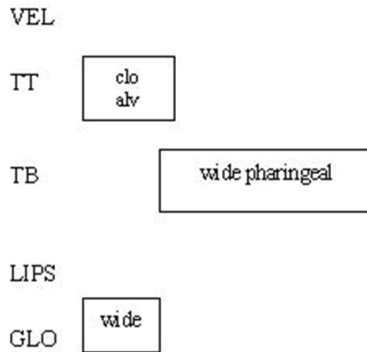 VEL
TT
clo
alv
TB
wide pharingeal
LIPS
GLO
wide